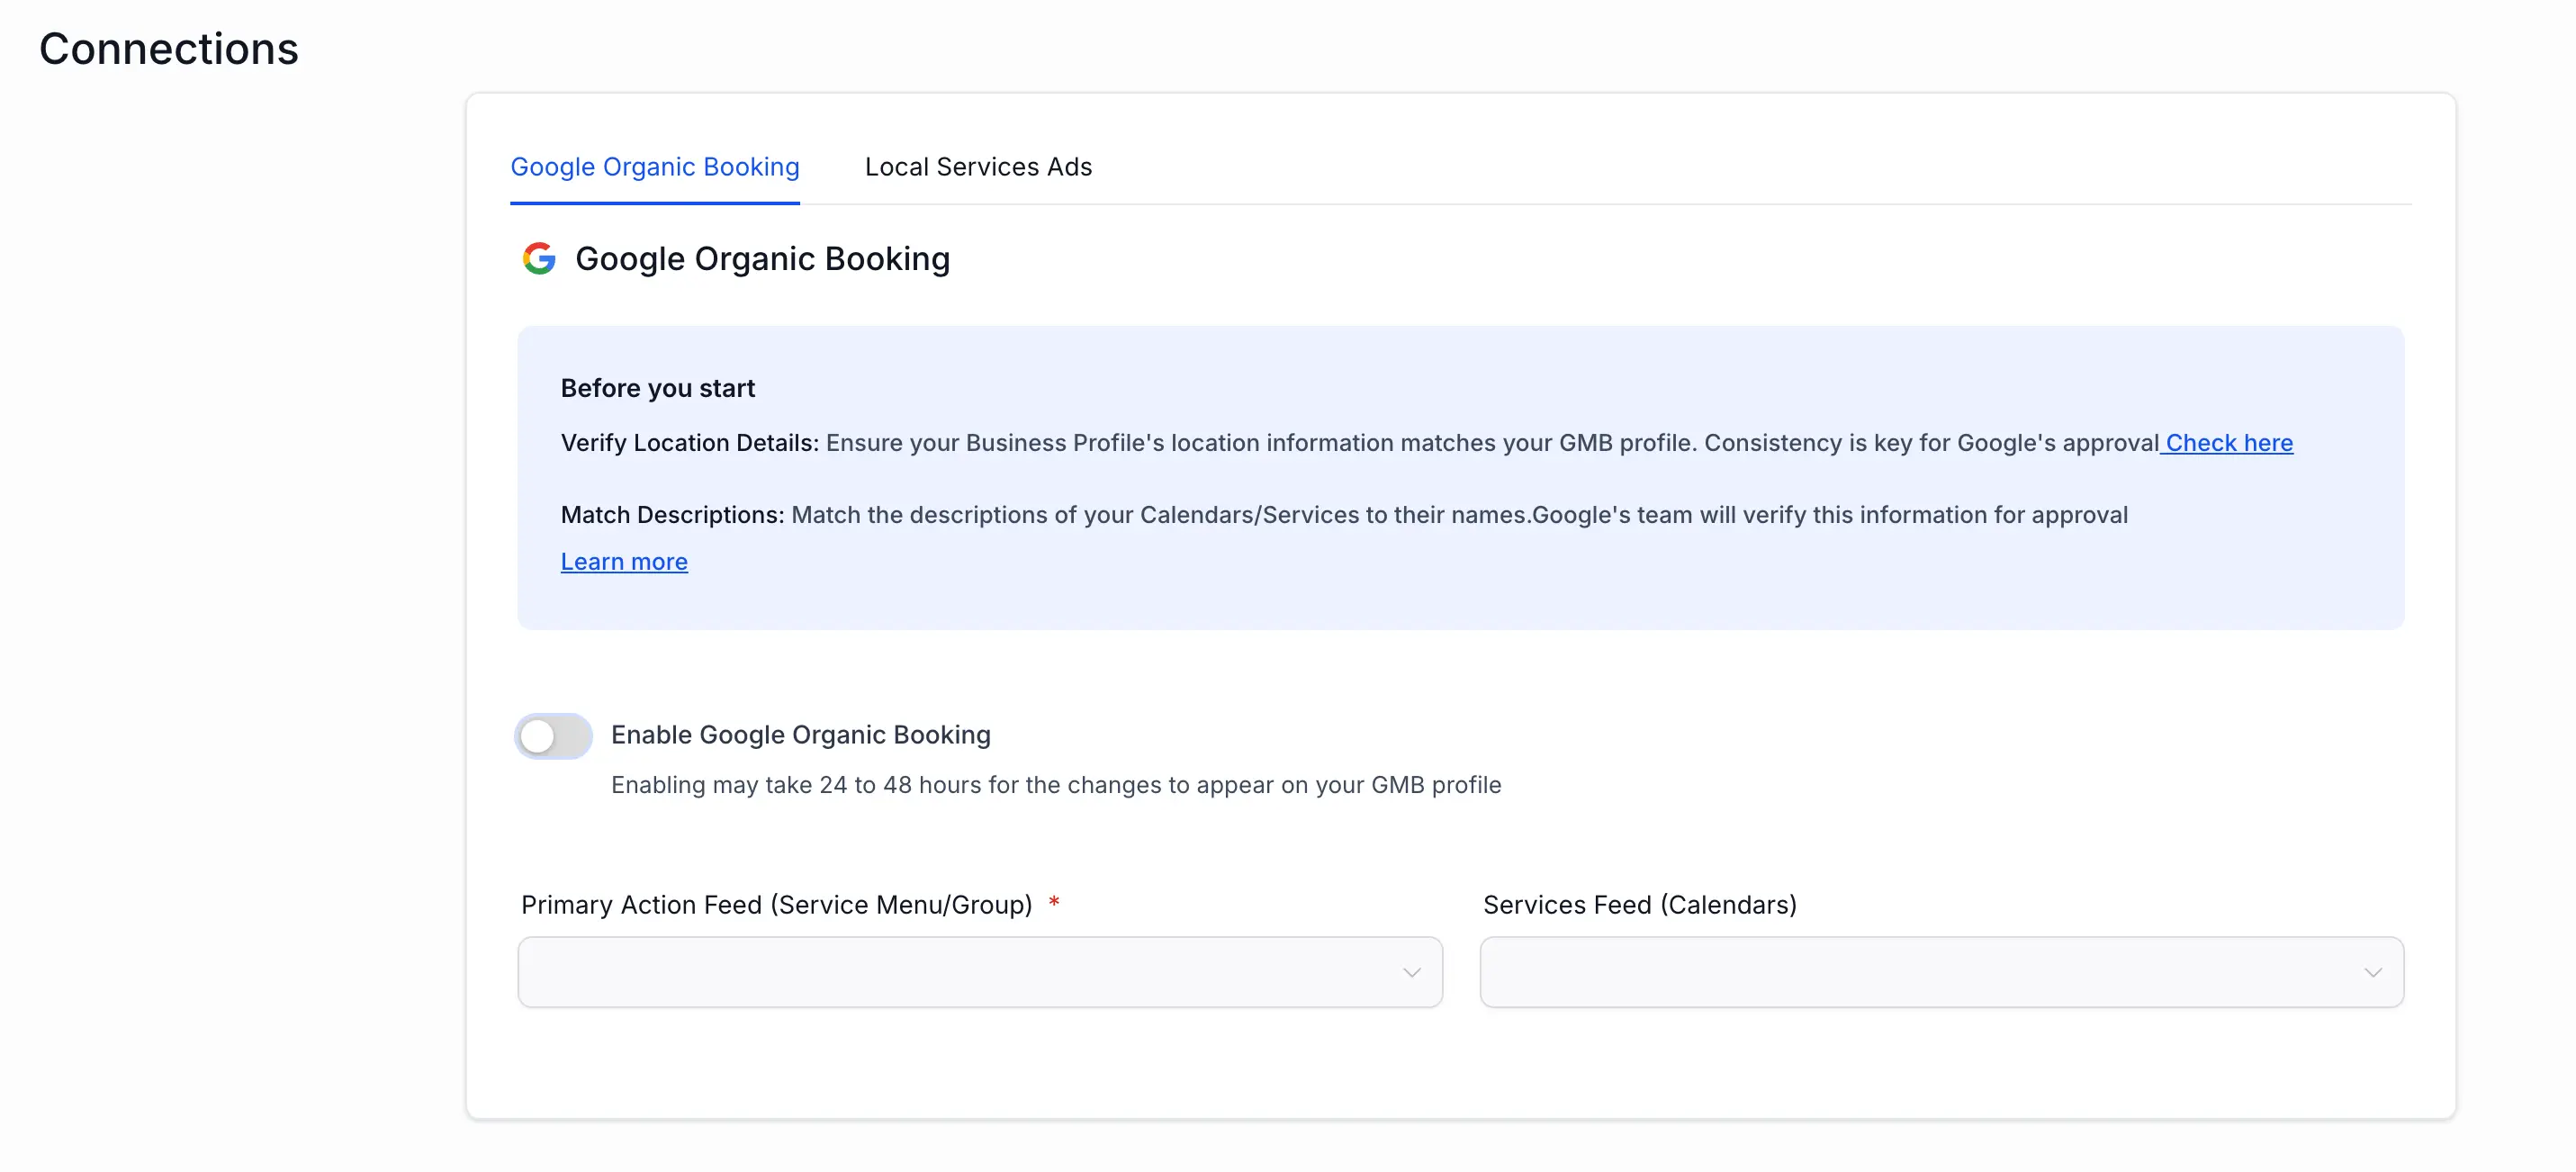 Connections
Google Organic Booking
Local Services Ads
Google Organic Booking
Before you start
Verify Location Details: Ensure your Business Profile's location information matches your GMB profile. Consistency is key for Google's approval Check here
Match Descriptions: Match the descriptions of your Calendars/Services to their names.Google's team will verify this information for approval
Learn more
Enable Google Organic Booking
Enabling may take 24 to 48 hours for the changes to appear on your GMB profile
Primary Action Feed (Service Menu/Group) *
Services Feed (Calendars)